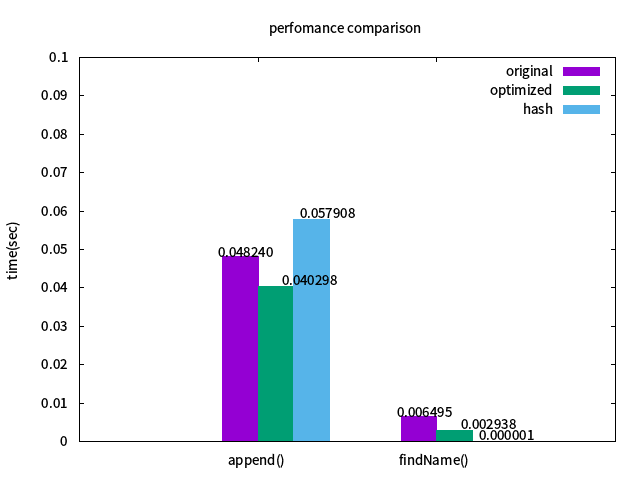 perfomance comparison
0.1
0.09
0.08
0.07
0.06
0.05
0.04
0.03
0.02
0.01
0
time(sec)
original
optimized
hash
0.048240
0.040298
0.057908
0.006495
0.002938
0.000001
append()
findName()